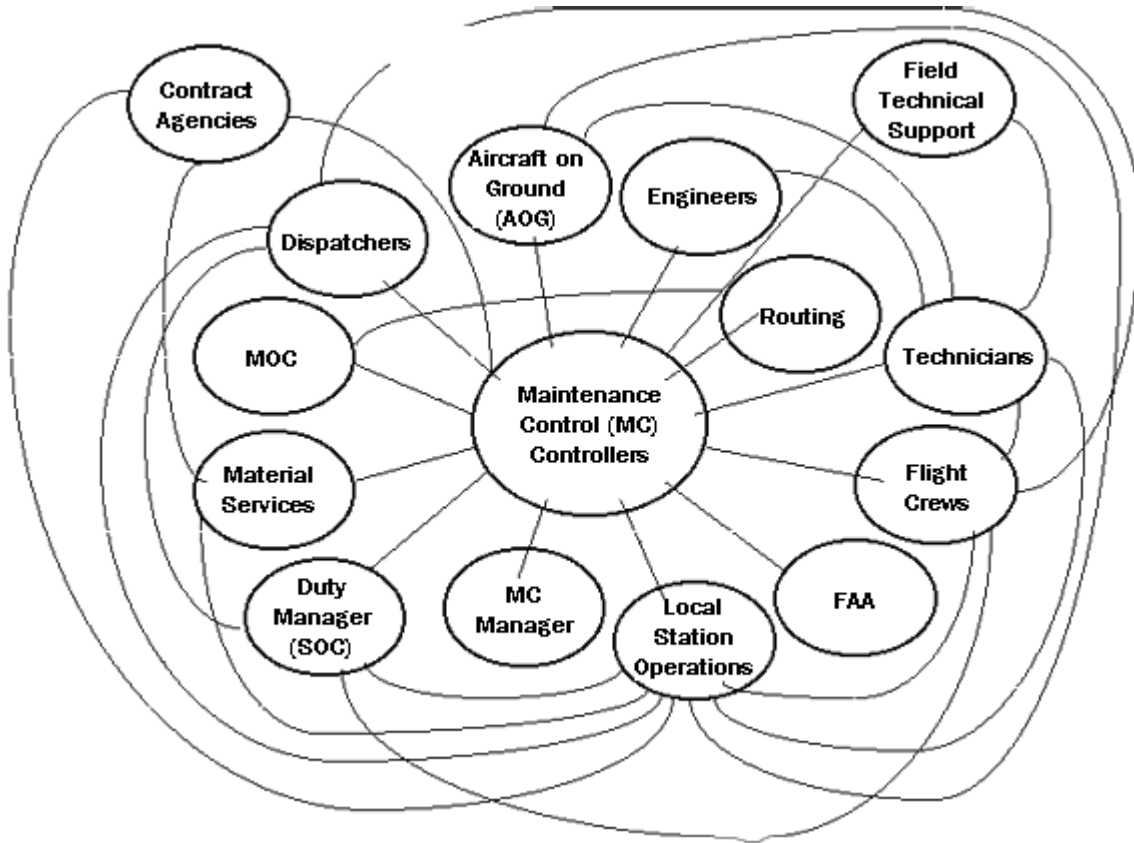 Contract
Agencies
Field
Technical
Support
Aircraft on
Ground
(AOG)
Engineers
Dispatchers
Routing
MOC
Technicians
Maintenance
Control (MC)
Controllers
Material
Services
Flight
Crews
Duty
Manager
(SOC)
MC
Manager
Local
Station
Operations
FAA